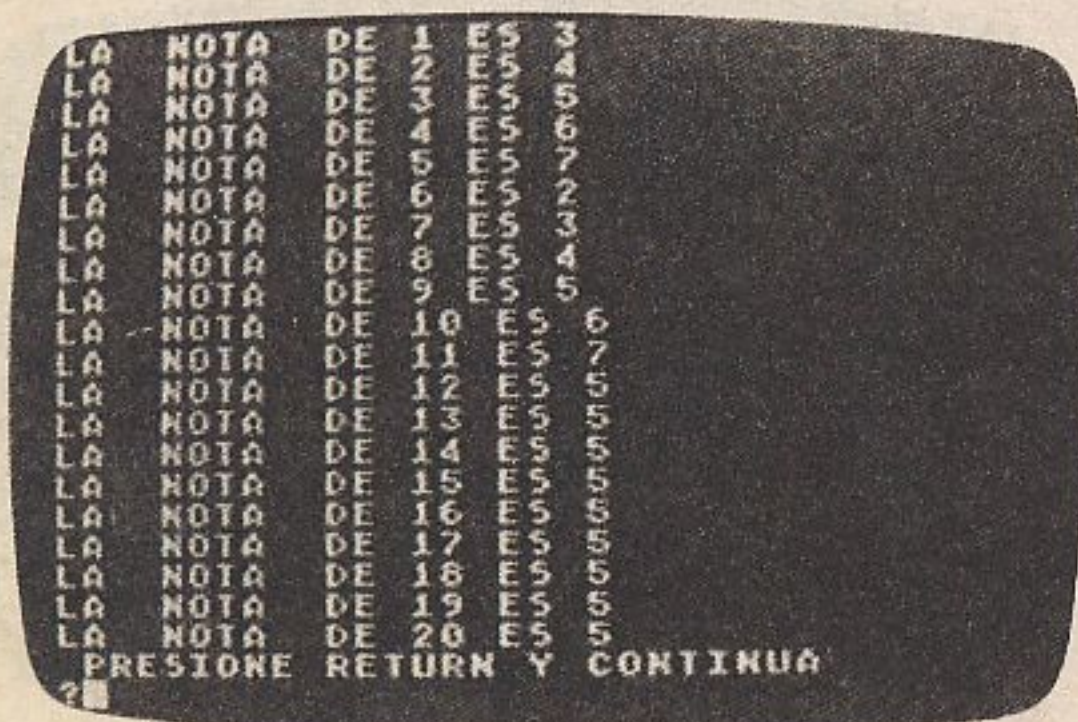 LA NOTA DE 1 ES 3
LA NOTA DE 2 ES 4
LA NOTA DE 3 ES 5
LA NOTA DE 4 ES 6
LA NOTA DE 5 ES 7
LA NOTA DE 6 ES 2
LA NOTA DE 7 ES 3
LA NOTA DE 8 ES 4
LA NOTA DE 9 ES 5
LA NOTA DE 10 ES 6
LA NOTA DE 11 ES 7
LA NOTA DE 12 ES 5
LA NOTA DE 13 ES 5
LA NOTA DE 14 ES 5
LA NOTA DE 15 ES 5
LA NOTA DE 16 ES 5
LA NOTA DE 17 ES 5
LA NOTA DE 18 ES 5
LA NOTA DE 19 ES 5
LA NOTA DE 20 ES 5
PRESIONE RETURN Y CONTINUA
?